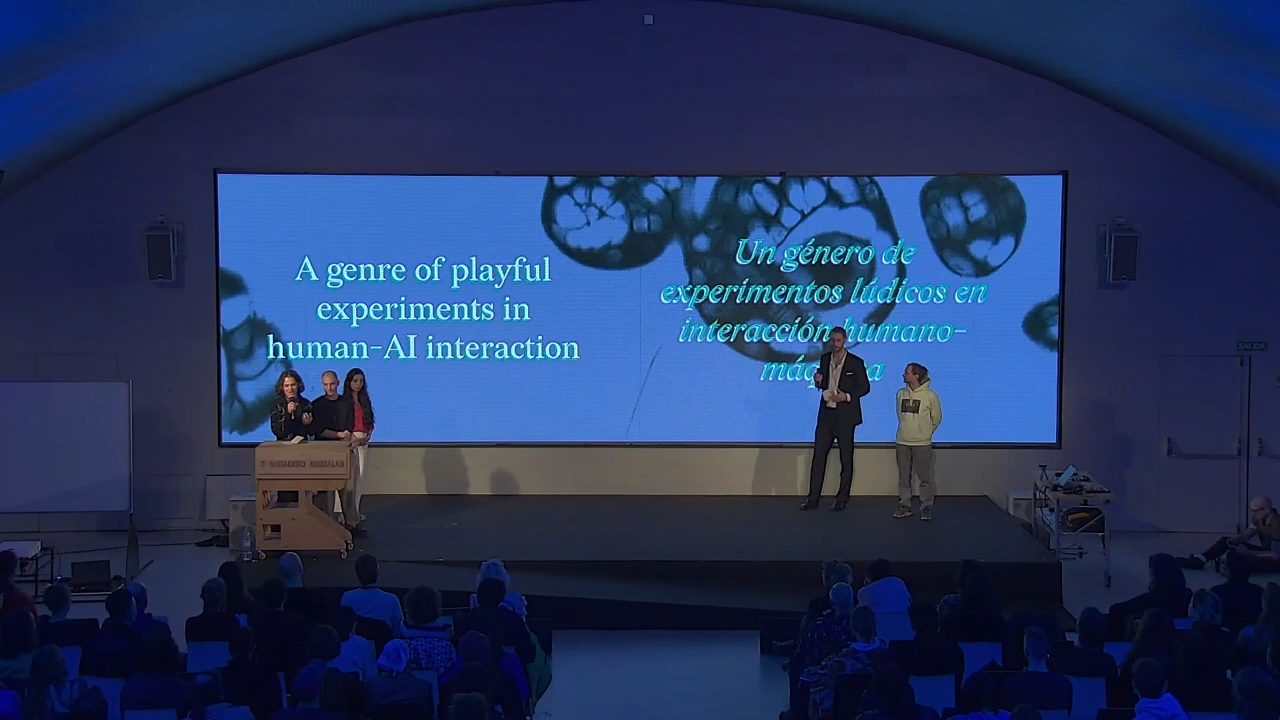 A genre of playful
experiments in
human-AI interaction
Un género de
experimentos lúdicos en
interacción humano-
MATADERO MEDIALAB
SALIDA